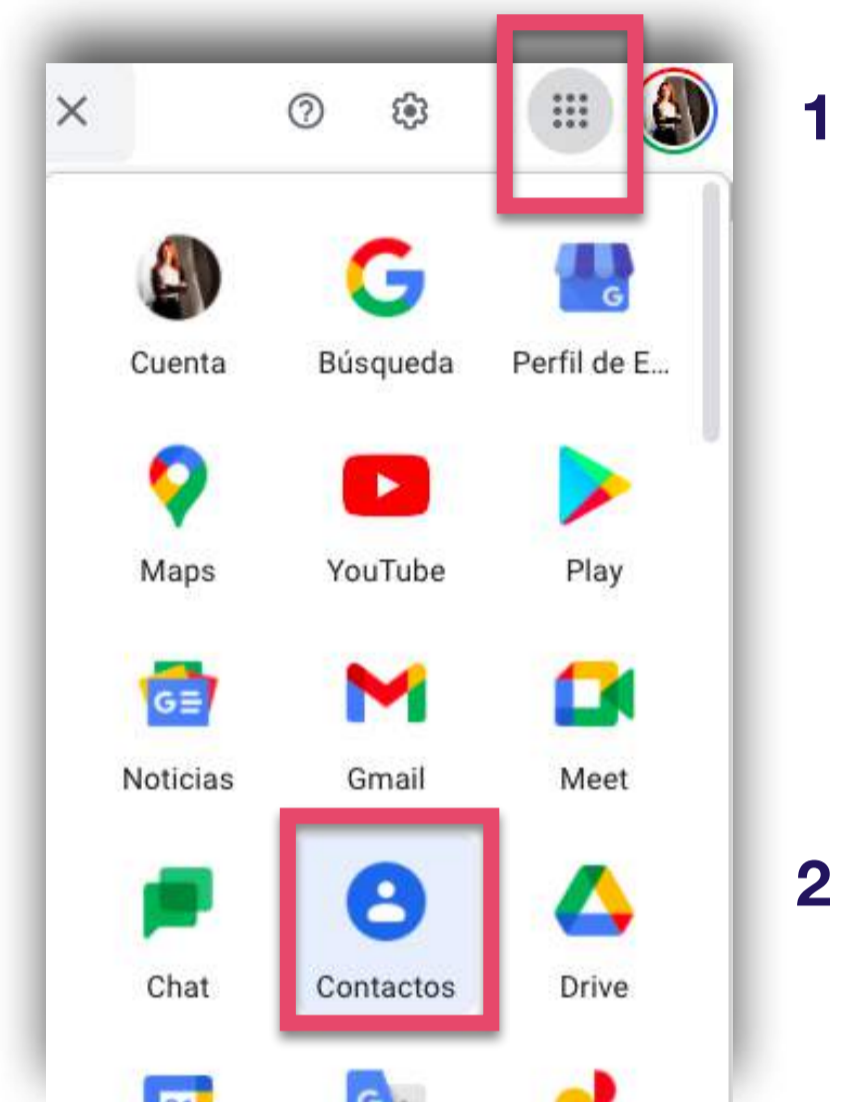 1
Cuenta Búsqueda Perfil de E...
Maps YouTube Play
Noticias Gmail Meet
2
Chat Contactos Drive